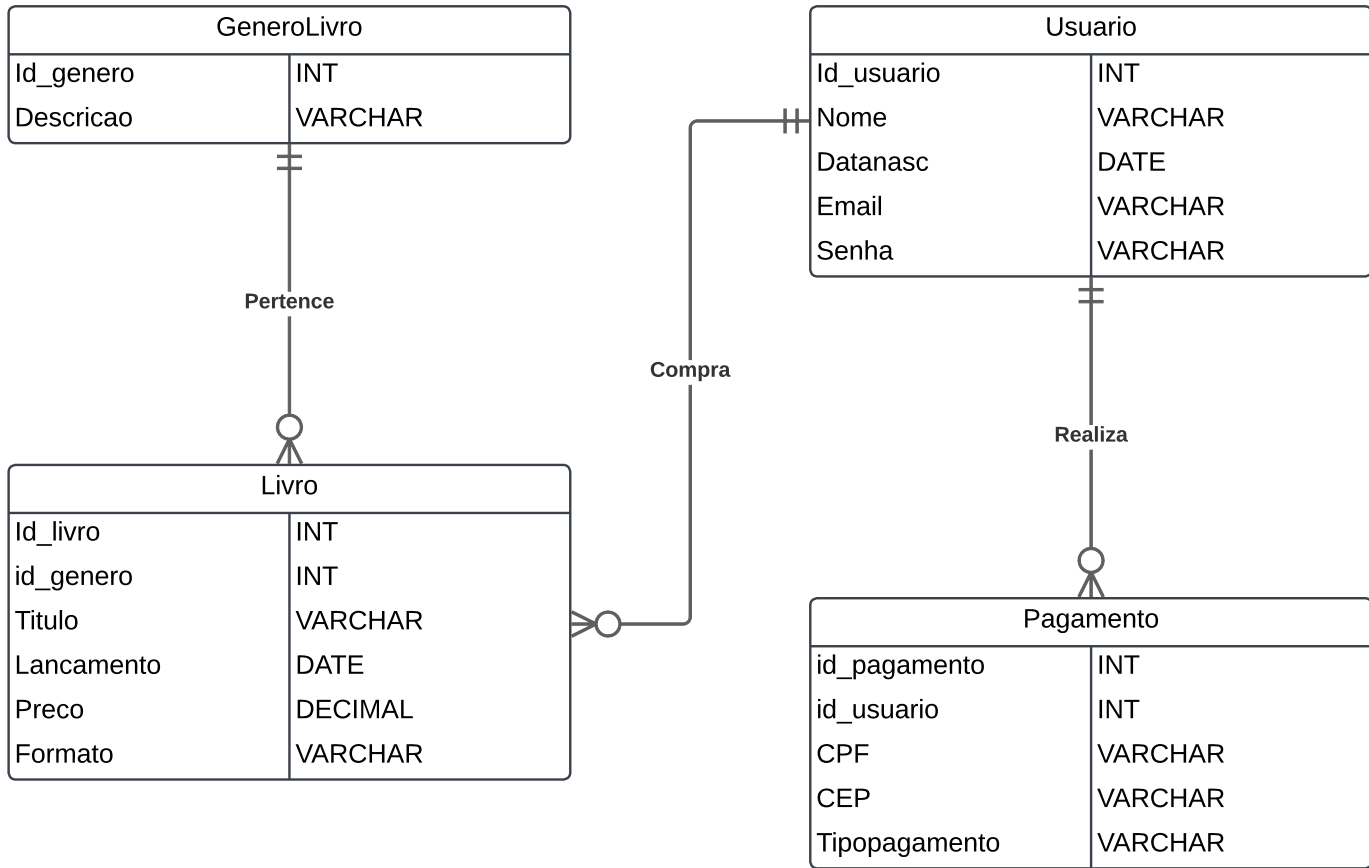 GeneroLivro
Id_genero INT
Descricao VARCHAR
Usuario
Id_usuario INT
Nome VARCHAR
Datanasc DATE
Email VARCHAR
Senha VARCHAR
Pertence
Compra
Realiza
Livro
Id_livro INT
id_genero INT
Titulo VARCHAR
Lancamento DATE
Preco DECIMAL
Formato VARCHAR
Pagamento
id_pagamento INT
id_usuario INT
CPF VARCHAR
CEP VARCHAR
Tipopagamento VARCHAR